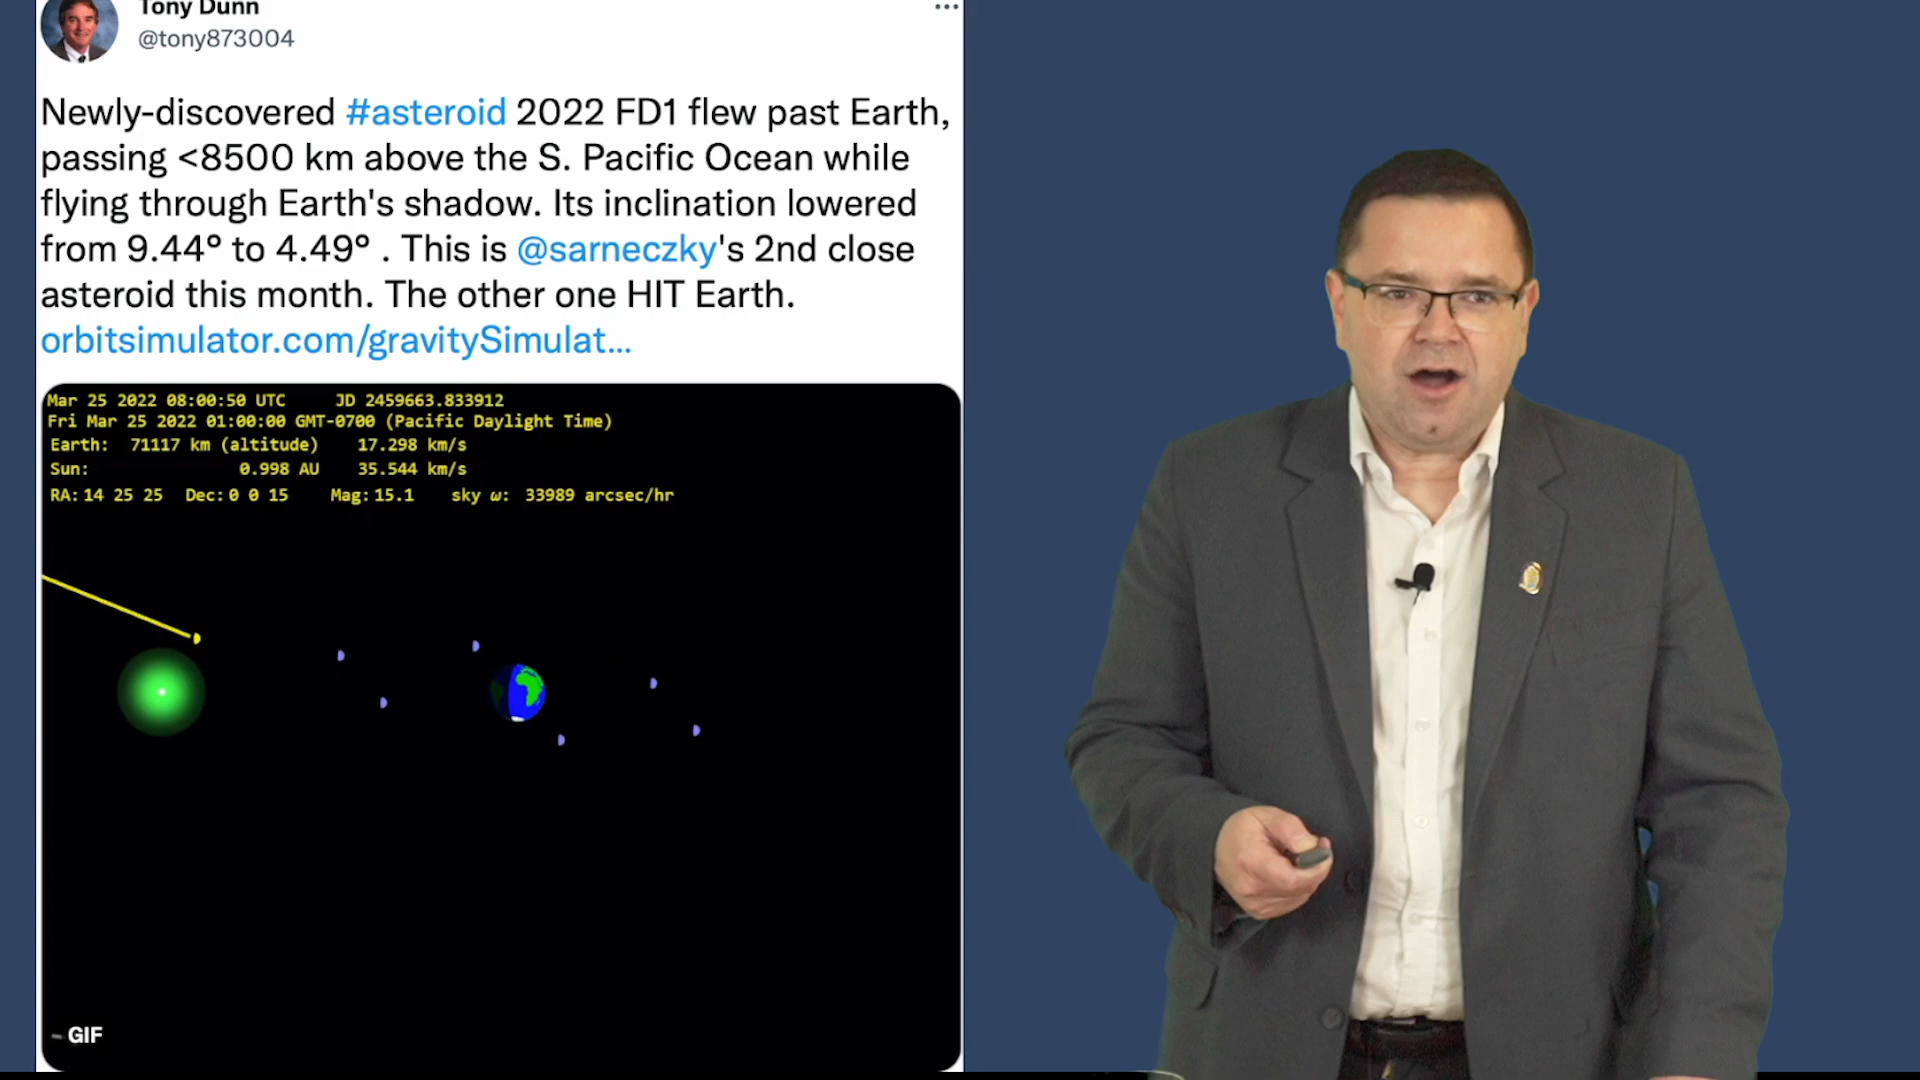 Tony Dunn
@tony873004
Newly-discovered #asteroid 2022 FD1 flew past Earth,
passing <8500 km above the S. Pacific Ocean while
flying through Earth's shadow. Its inclination lowered
from 9.44° to 4.49° . This is @sarneczky's 2nd close
asteroid this month. The other one HIT Earth.
orbitsimulator.com/gravitySimulat...
Mar 25 2022 08:00:50 UTC JD 2459663.833912
Fri Mar 25 2022 01:00:00 GMT-0700 (Pacific Daylight Time)
Earth: 71117 km (altitude) 17.298 km/s
Sun: 0.998 AU 35.544 km/s
RA: 14 25 25 Dec: 0 0 15 Mag: 15.1 sky ω: 33989 arcsec/hr
GIF